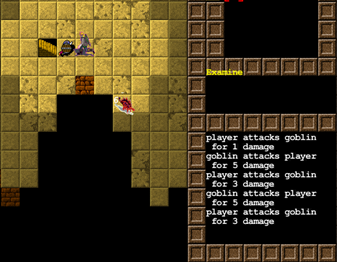 Examine
player attacks goblin
for 1 damage
goblin attacks player
for 5 damage
player attacks goblin
for 3 damage
goblin attacks player
for 5 damage
player attacks goblin
for 3 damage